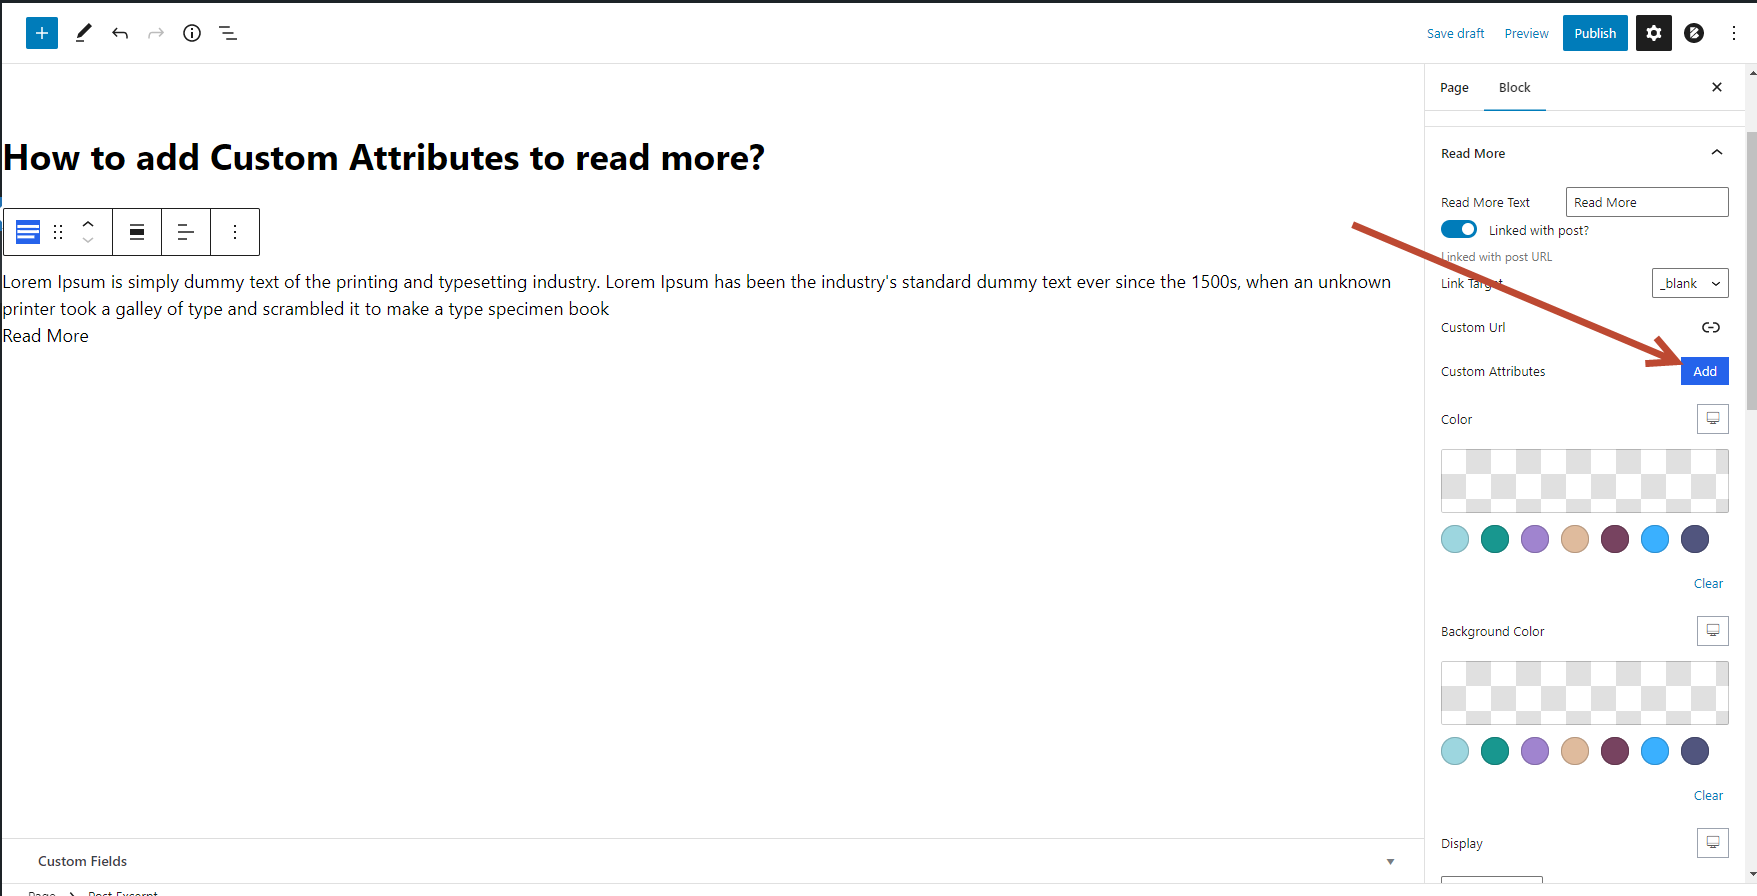 Save draft
Preview
Publish
Page
Block
How to add Custom Attributes to read more?
Lorem Ipsum is simply dummy text of the printing and typesetting industry. Lorem Ipsum has been the industry's standard dummy text ever since the 1500s, when an unknown
printer took a galley of type and scrambled it to make a type specimen book
Read More
Read More
Read More Text
Read More
Linked with post?
Linked with post URL
Link Target
_blank
Custom Url
Custom Attributes
Add
Color
Clear
Background Color
Clear
Display
Custom Fields
Page
Post Excerpt